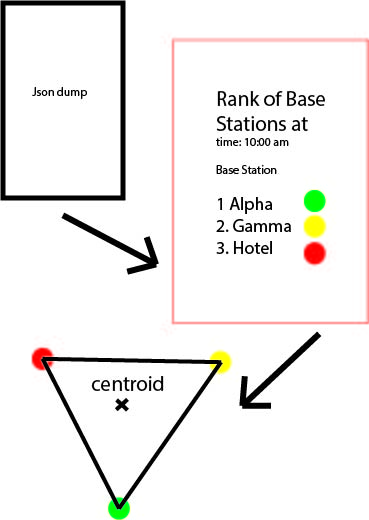 Json dump
Rank of Base
Stations at
time: 10:00 am
Base Station
1 Alpha
2. Gamma
3. Hotel
centroid